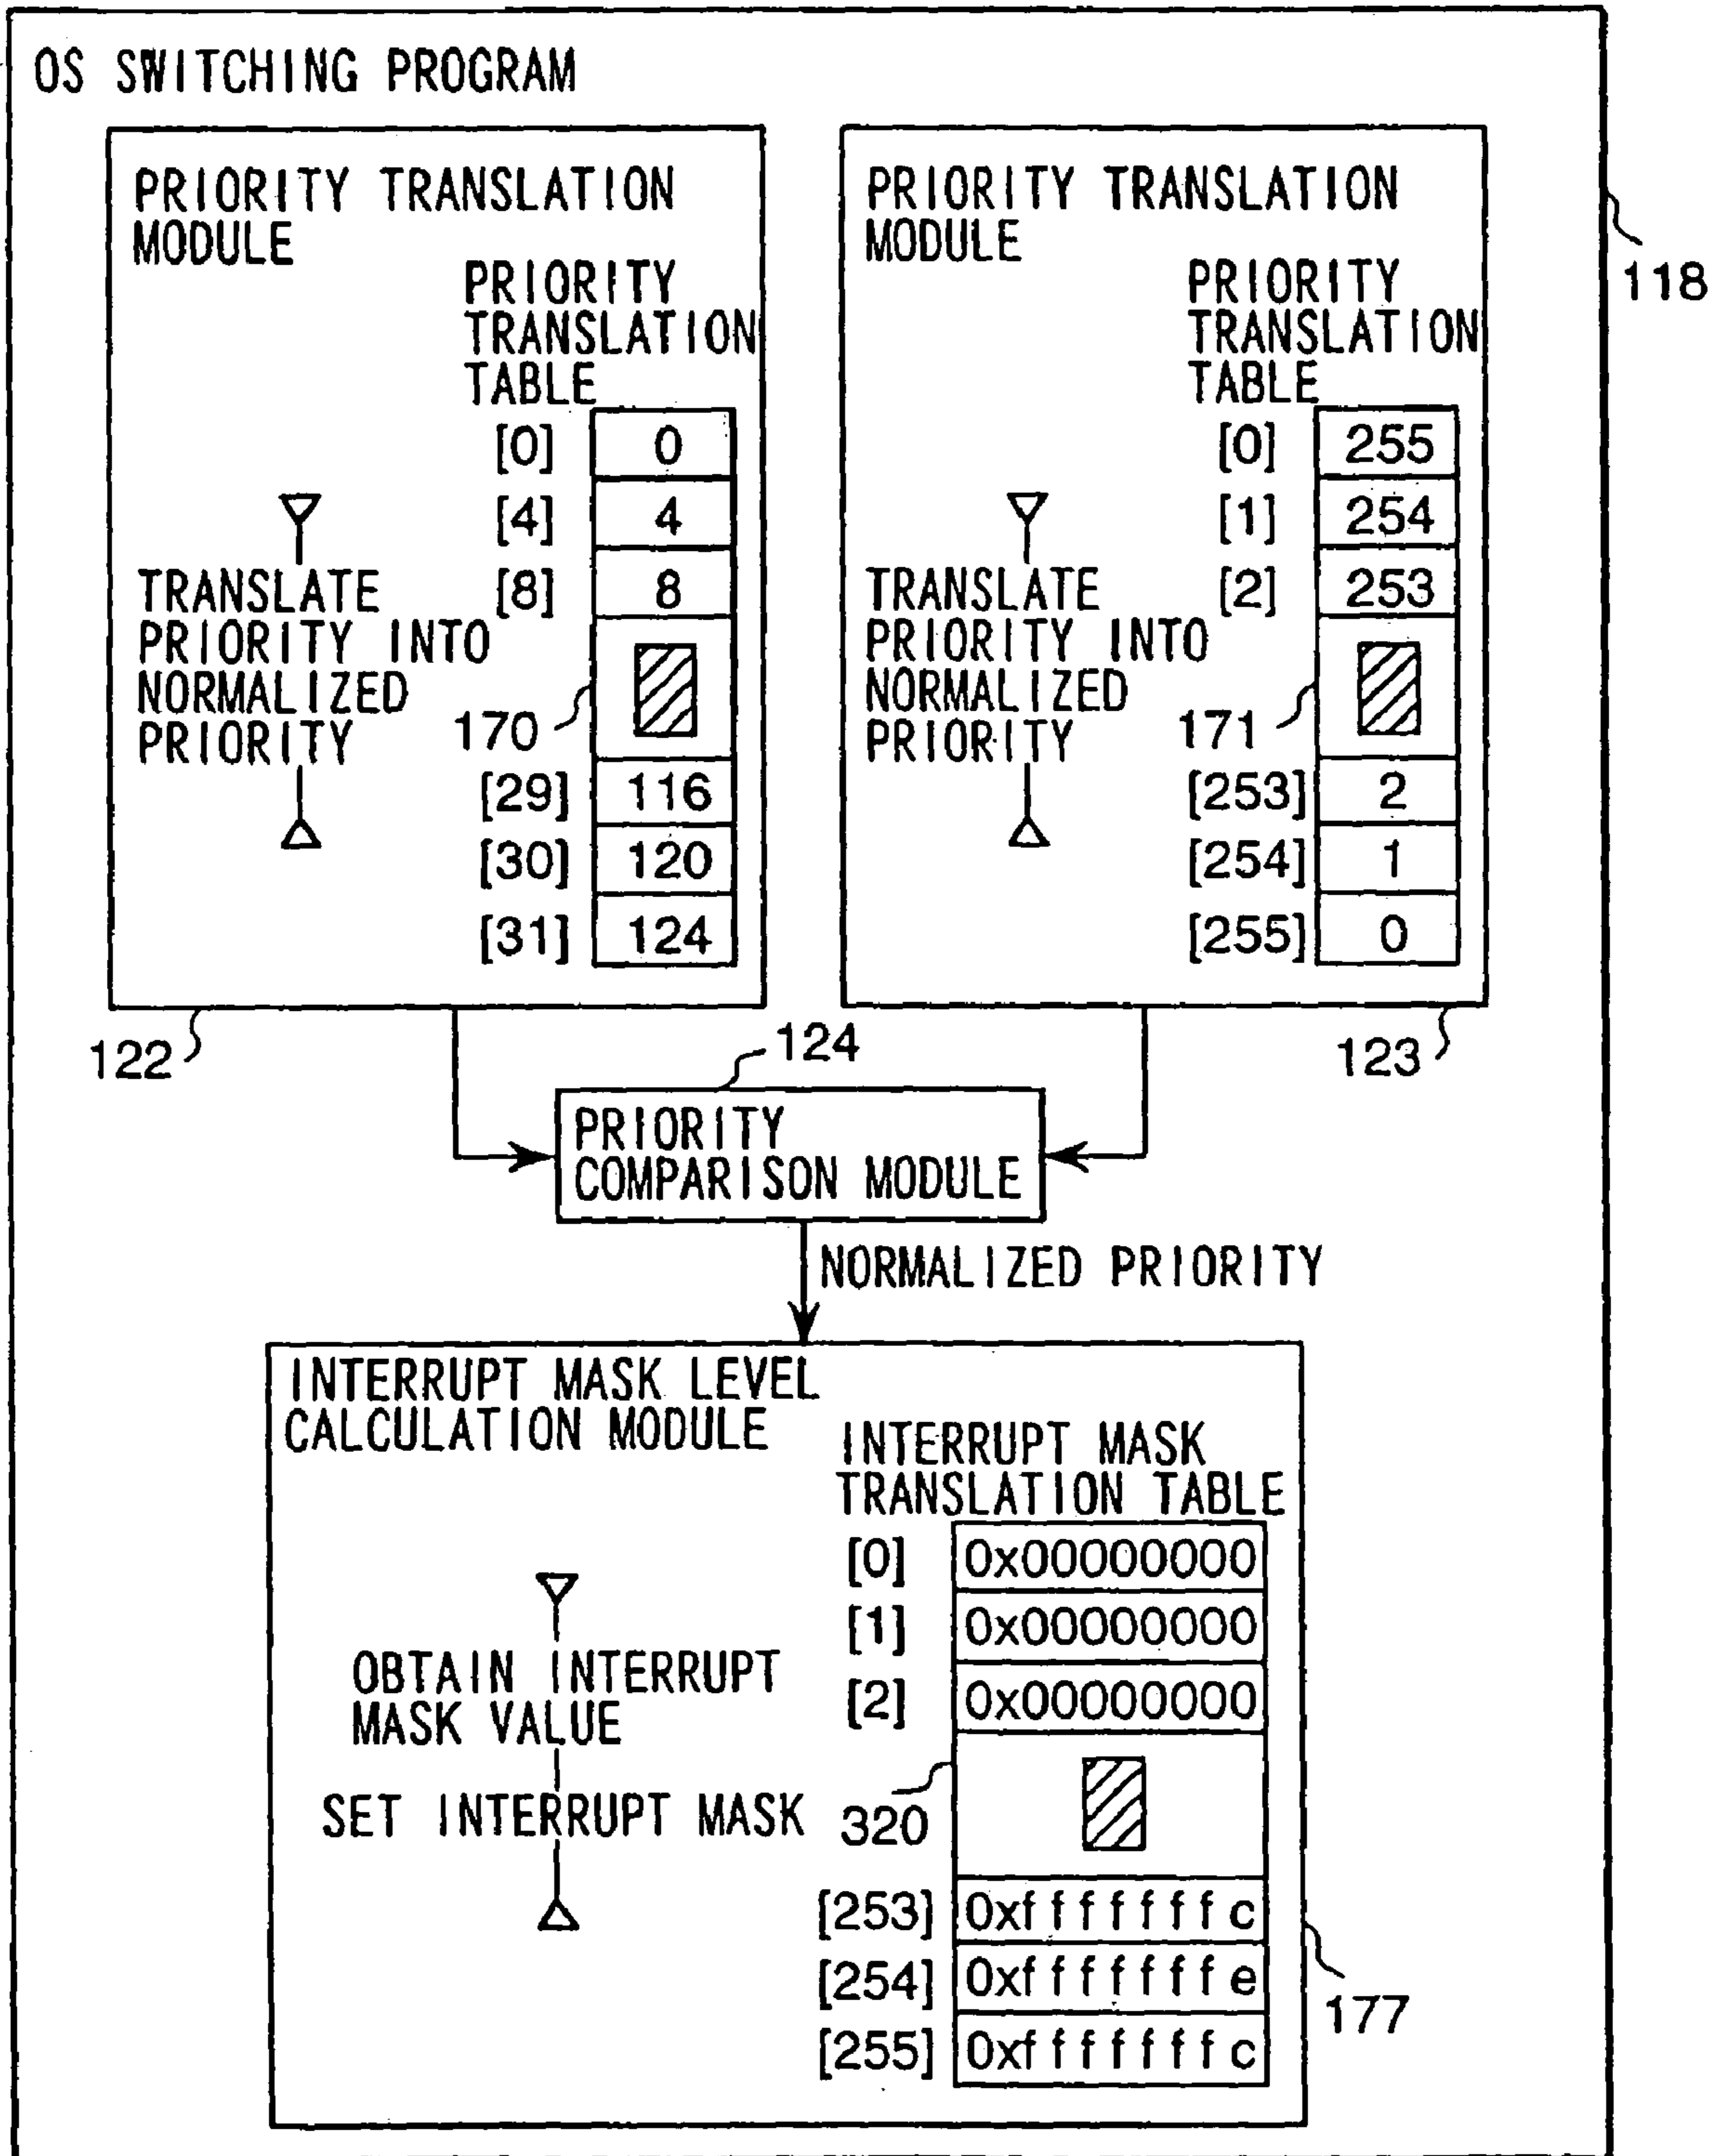 OS SWITCHING PROGRAM
PRIORITY TRANSLATION
MODULE
PRIORITY
TRANSLATION
TABLE
[0] 0
[4] 4
[8] 8
TRANSLATE
PRIORITY INTO
NORMALIZED
PRIORITY
170
[29] 116
[30] 120
[31] 124
122
PRIORITY TRANSLATION
MODULE
PRIORITY
TRANSLATION
TABLE
[0] 255
[1] 254
[2] 253
TRANSLATE
PRIORITY INTO
NORMALIZED
PRIORITY
171
[253] 2
[254] 1
[255] 0
123
118
124
PRIORITY
COMPARISON MODULE
NORMALIZED PRIORITY
INTERRUPT MASK LEVEL
CALCULATION MODULE
INTERRUPT MASK
TRANSLATION TABLE
[0] 0x00000000
[1] 0x00000000
[2] 0x00000000
OBTAIN INTERRUPT
MASK VALUE
SET INTERRUPT MASK
320
[253] 0xfffffffc
[254] 0xfffffffe
[255] 0xfffffffc
177